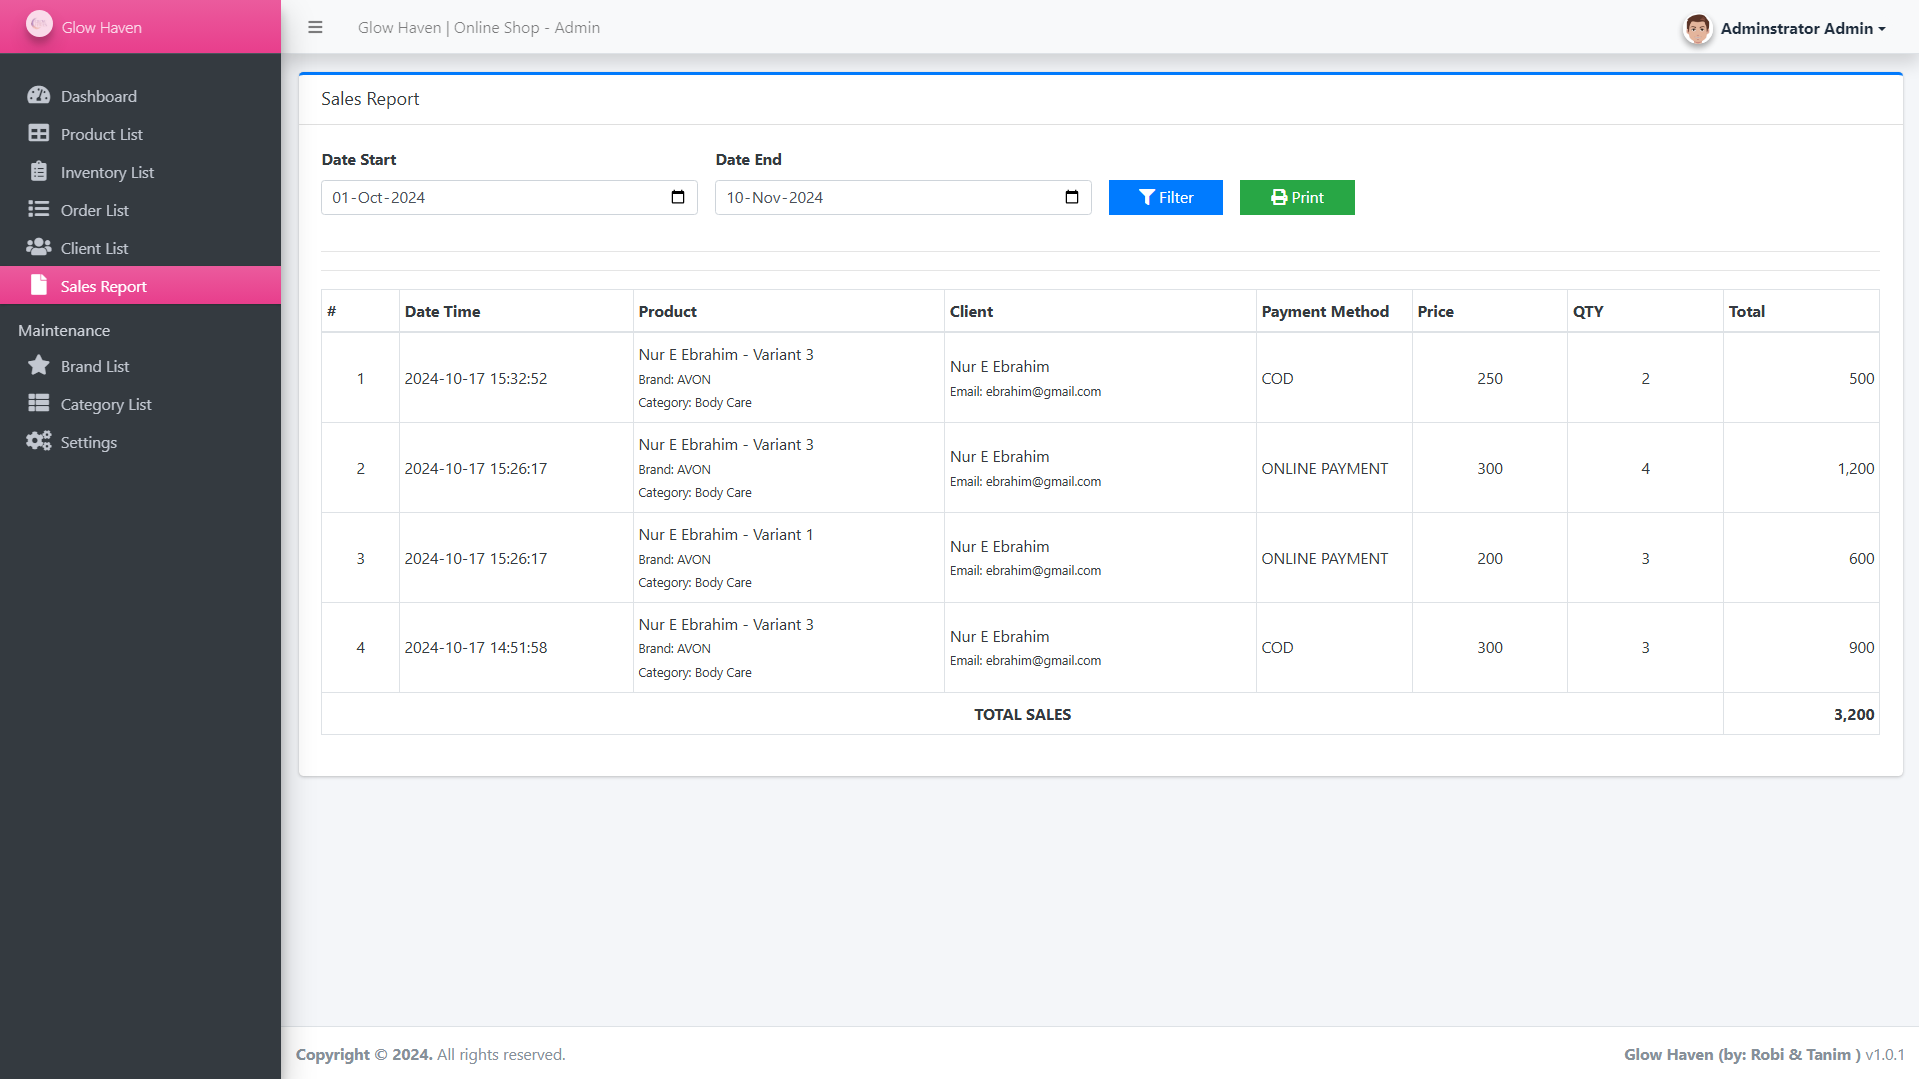 Glow Haven
Glow Haven | Online Shop - Admin
Adminstrator Admin
Dashboard
Product List
Inventory List
Order List
Client List
Sales Report
Maintenance
Brand List
Category List
Settings
Sales Report
Date Start
Date End
01-Oct-2024
10-Nov-2024
Filter
Print
# Date Time Product Client Payment Method Price QTY Total
1 2024-10-17 15:32:52 Nur E Ebrahim - Variant 3
Brand: AVON
Category: Body Care
Nur E Ebrahim
Email: ebrahim@gmail.com
COD 250 2 500
2 2024-10-17 15:26:17 Nur E Ebrahim - Variant 3
Brand: AVON
Category: Body Care
Nur E Ebrahim
Email: ebrahim@gmail.com
ONLINE PAYMENT 300 4 1,200
3 2024-10-17 15:26:17 Nur E Ebrahim - Variant 1
Brand: AVON
Category: Body Care
Nur E Ebrahim
Email: ebrahim@gmail.com
ONLINE PAYMENT 200 3 600
4 2024-10-17 14:51:58 Nur E Ebrahim - Variant 3
Brand: AVON
Category: Body Care
Nur E Ebrahim
Email: ebrahim@gmail.com
COD 300 3 900
TOTAL SALES 3,200
Copyright © 2024. All rights reserved.
Glow Haven (by: Robi & Tanim ) v1.0.1